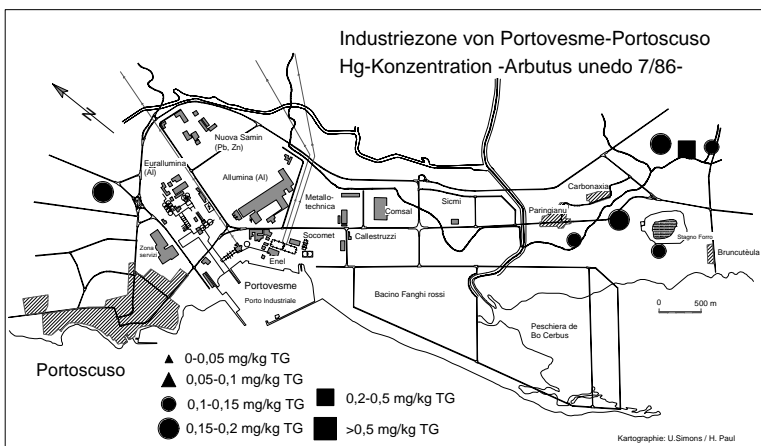 Industriezone von Portovesme-Portoscuso
Hg-Konzentration -Arbutus unedo 7/86-
N
Nuova Samin
(Pb, Zn)
Eurallumina
(Al)
Allumina (Al)
Metallo-
technica
Comsal
Sicmi
Carbonaxia
Paringianu
Stagno Forro
Bruncutèula
Zona
servizi
Socomet
Callestruzzi
Enel
Portovesme
Porto Industriale
Bacino Fanghi rossi
Peschiera de
Bo Cerbus
0 500 m
Portoscuso
0-0,05 mg/kg TG
0,05-0,1 mg/kg TG
0,1-0,15 mg/kg TG
0,15-0,2 mg/kg TG
0,2-0,5 mg/kg TG
>0,5 mg/kg TG
Kartographie: U.Simons / H. Paul